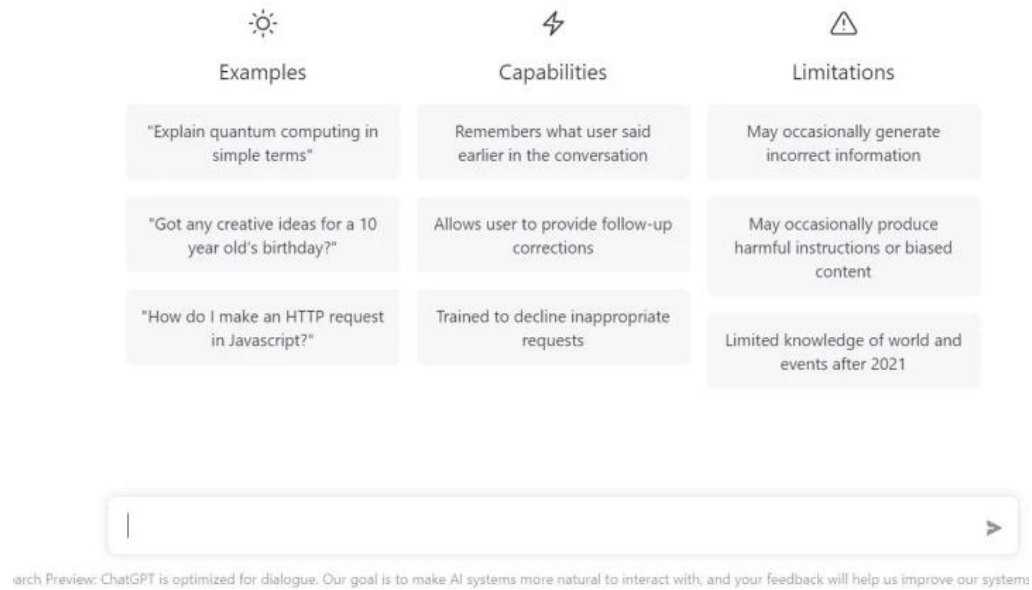 Examples
"Explain quantum computing in
simple terms"
"Got any creative ideas for a 10
year old's birthday?"
"How do I make an HTTP request
in Javascript?"
Capabilities
Remembers what user said
earlier in the conversation
Allows user to provide follow-up
corrections
Trained to decline inappropriate
requests
Limitations
May occasionally generate
incorrect information
May occasionally produce
harmful instructions or biased
content
Limited knowledge of world and
events after 2021
arch Preview: ChatGPT is optimized for dialogue. Our goal is to make AI systems more natural to interact with, and your feedback will help us improve our systems